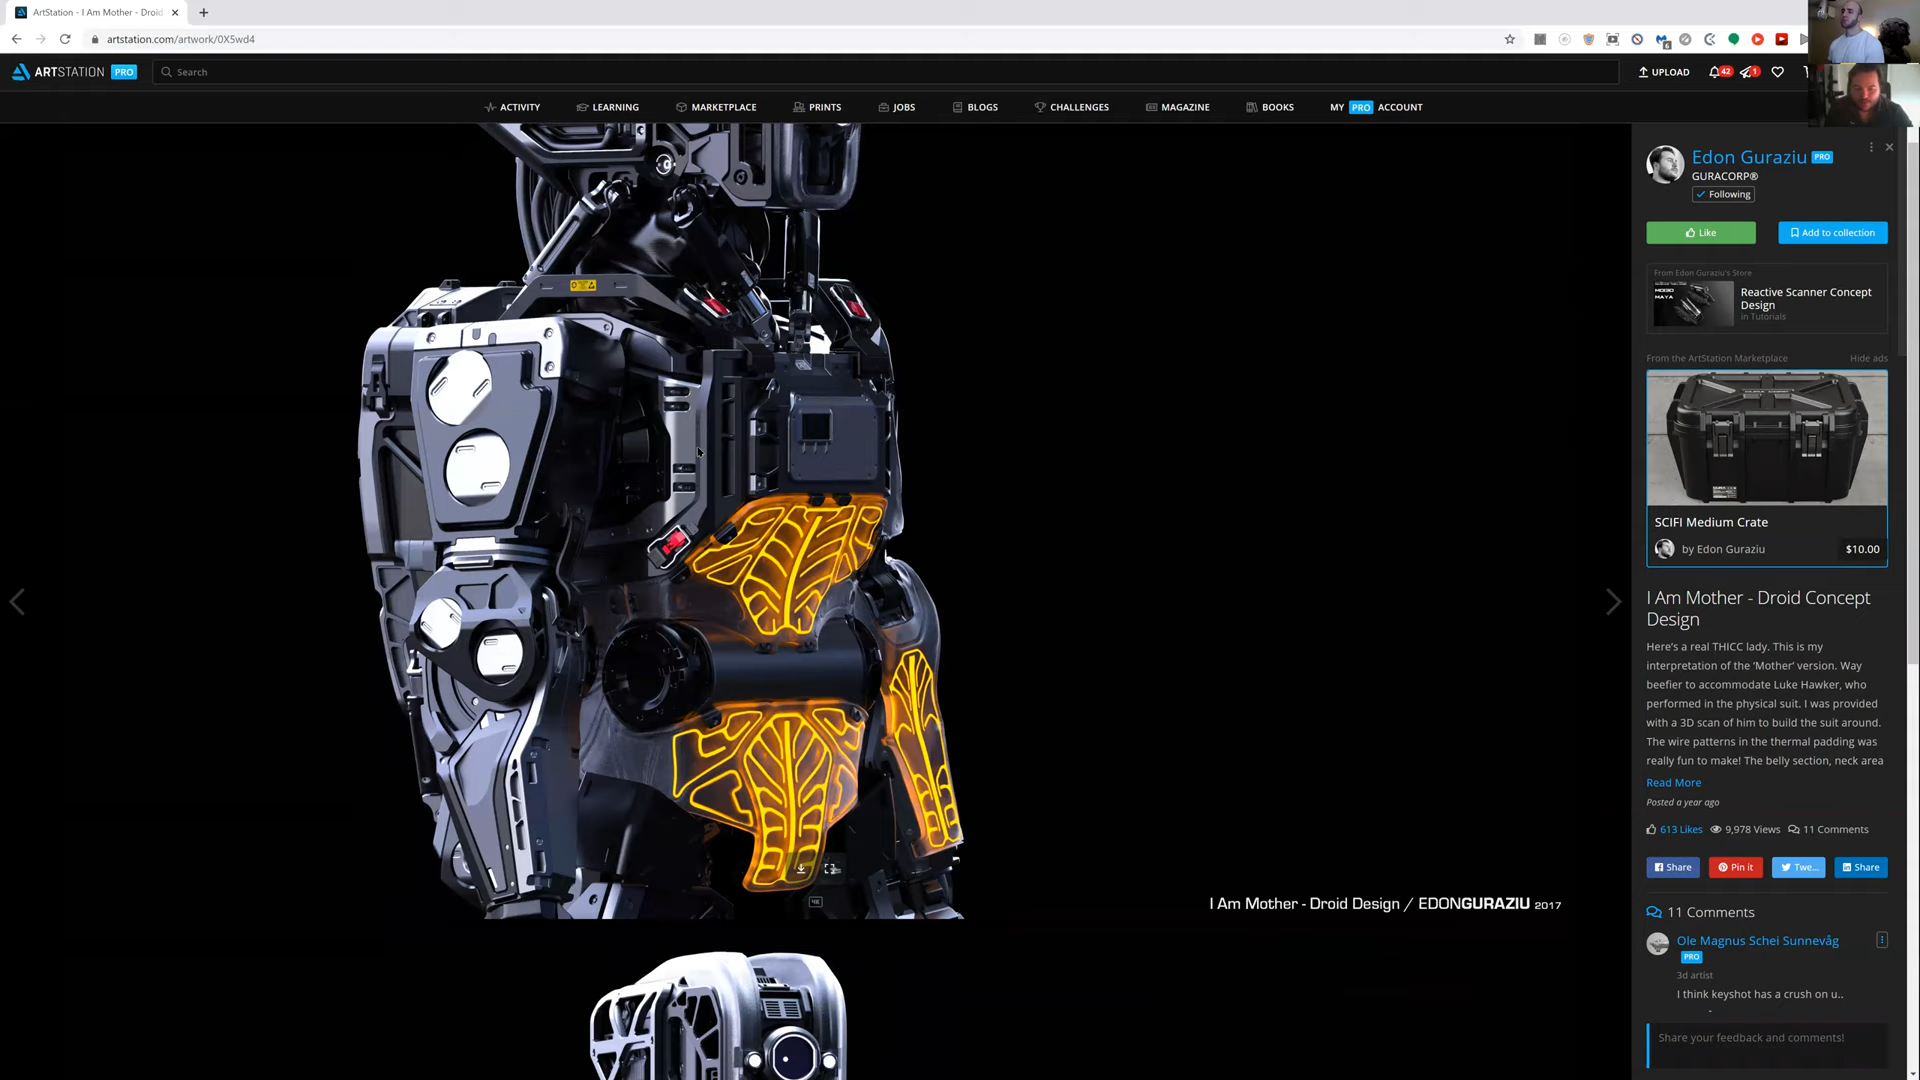 ArtStation - I Am Mother - Droid
artstation.com/artwork/0X5wd4
ARTSTATION PRO
Search
UPLOAD
42
1
ACTIVITY
LEARNING
MARKETPLACE
PRINTS
JOBS
BLOGS
CHALLENGES
MAGAZINE
BOOKS
MY PRO ACCOUNT
Edon Guraziu PRO
GURACORP®
Following
Like
Add to collection
From Edon Guraziu's Store
Reactive Scanner Concept
Design
in Tutorials
From the ArtStation Marketplace
Hide ads
SCIFI Medium Crate
by Edon Guraziu
$10.00
I Am Mother - Droid Concept
Design
Here's a real THICC lady. This is my
interpretation of the 'Mother' version. Way
beefier to accommodate Luke Hawker, who
performed in the physical suit. I was provided
with a 3D scan of him to build the suit around.
The wire patterns in the thermal padding was
really fun to make! The belly section, neck area
Read More
Posted a year ago
613 Likes
9,978 Views
11 Comments
Share
Pin it
Twe...
Share
I Am Mother - Droid Design / EDONGURAZIU 2017
4K
11 Comments
Ole Magnus Schei Sunnevåg
PRO
3d artist
I think keyshot has a crush on u..
Share your feedback and comments!